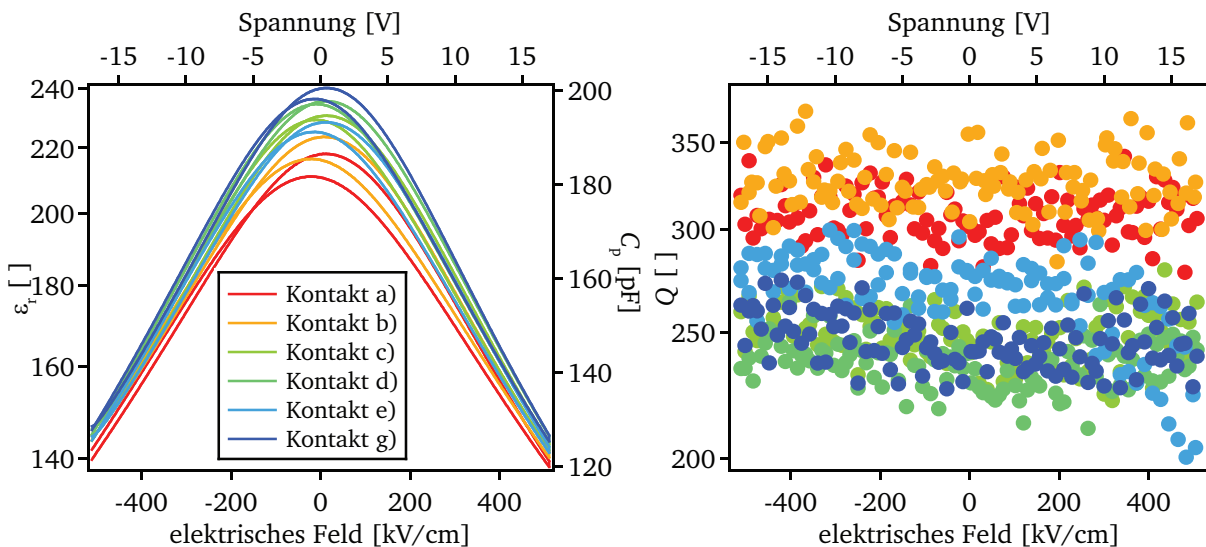 Spannung [V]
-15 -10 -5 0 5 10 15
240
220
200
180
160
140
εr [ ]
200
180
160
140
120
Cp [pF]
Kontakt a)
Kontakt b)
Kontakt c)
Kontakt d)
Kontakt e)
Kontakt g)
-400 -200 0 200 400
elektrisches Feld [kV/cm]
Spannung [V]
-15 -10 -5 0 5 10 15
350
300
250
200
Q [ ]
-400 -200 0 200 400
elektrisches Feld [kV/cm]